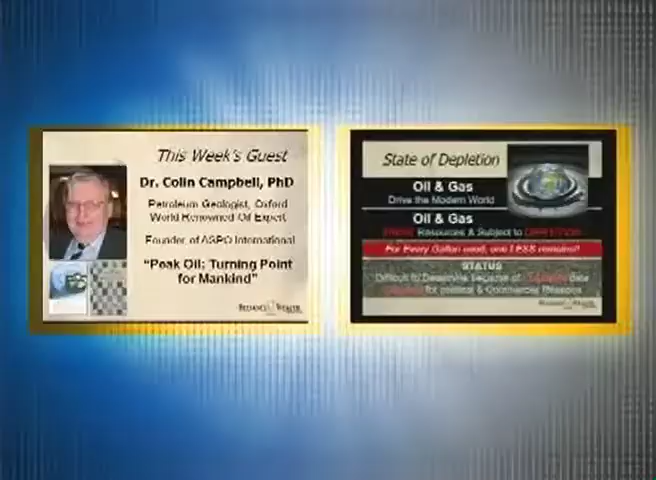 This Week's Guest
Dr. Colin Campbell, PhD
Petroleum Geologist, Oxford
World Renowned Oil Expert
Founder of ASPO International
"Peak Oil: Turning Point
for Mankind"
State of Depletion
Oil & Gas
Drive the Modern World
Oil & Gas
Resources & Subject to
For Every Gallon used, one LESS remains!!
STATUS
Difficult to Determine because of
for political & Commercial Reasons